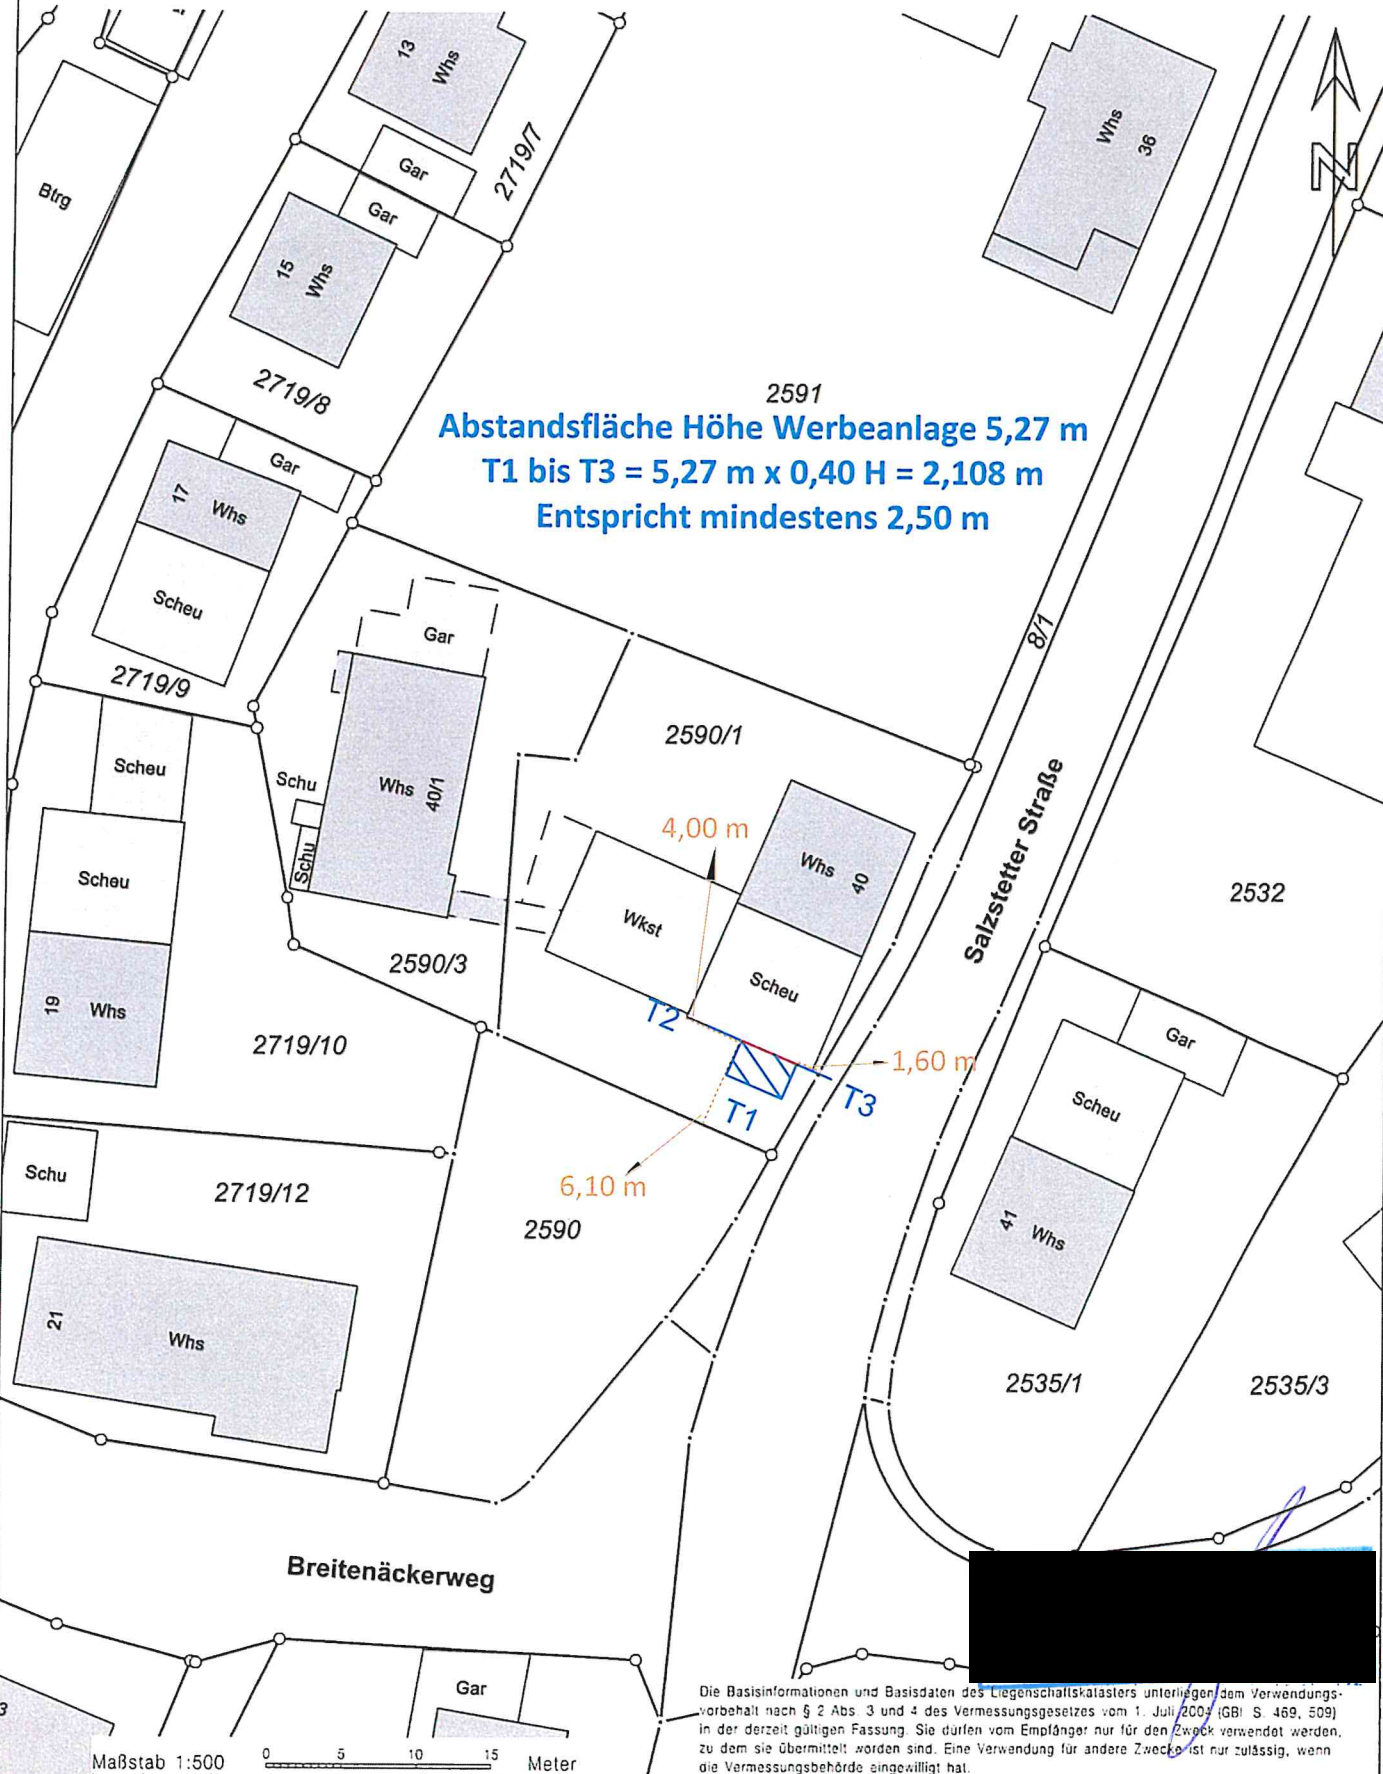 13
Whs
Gar
2719/7
Whs
36
N
Btrg
Gar
15
Whs
2719/8
2591
Abstandsfläche Höhe Werbeanlage 5,27 m
T1 bis T3 = 5,27 m x 0,40 H = 2,108 m
Entspricht mindestens 2,50 m
Gar
17
Whs
Scheu
Gar
8/1
2719/9
2590/1
Scheu
Schu
Whs
40/1
Salzstetter Straße
4,00 m
Schu
Whs
40
Scheu
2532
Wkst
2590/3
Scheu
19
Whs
T2
2719/10
Gar
1,60 m
T1
T3
Scheu
Schu
2719/12
6,10 m
2590
41
Whs
21
Whs
2535/1
2535/3
Breitenäckerweg
Gar
3
Die Basisinformationen und Basisdaten des Liegenschaftskatasters unterliegen dem Verwendungs-
vorbehalt nach § 2 Abs. 3 und 4 des Vermessungsgesetzes vom 1. Juli 2004 (GBl S. 469, 509)
in der derzeit gültigen Fassung. Sie dürfen vom Empfänger nur für den Zweck verwendet werden,
zu dem sie übermittelt worden sind. Eine Verwendung für andere Zwecke ist nur zulässig, wenn
die Vermessungsbehörde eingewilligt hat.
Maßstab 1:500
0 5 10 15 Meter